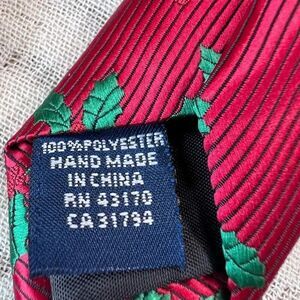 100%POLYESTER
HAND MADE
IN CHINA
RN 43170
CA 31794